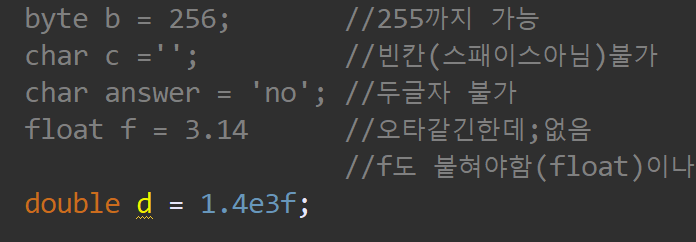 byte b = 256; //255까지 가능
char c =''; //빈칸(스패이스아님)불가
char answer = 'no'; //두글자 불가
float f = 3.14 //오타같긴한데;없음
//f도 붙혀야함(float)이나
double d = 1.4e3f;